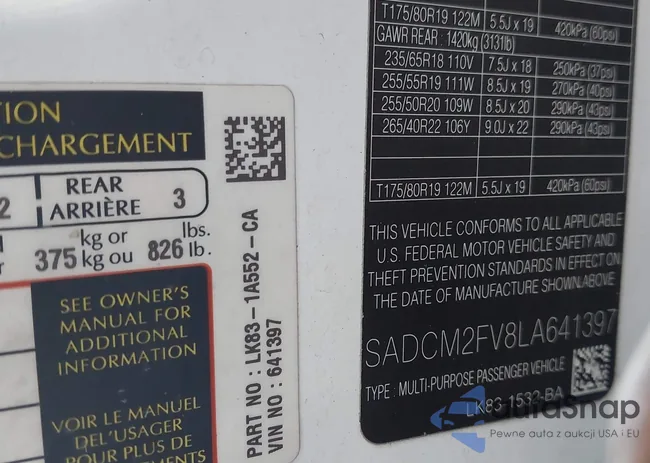 TION
CHARGEMENT
2 REAR ARRIÈRE 3
kg or lbs.
375 kg ou 826 lb.
SEE OWNER'S
MANUAL FOR
ADDITIONAL
INFORMATION
VOIR LE MANUEL
DEL'USAGER
POUR PLUS DE
RENSEIGNEMENTS
PART NO : LK83-1A552-CA
VIN NO : 641397
T175/80R19 122M 5.5J x 19 420kPa (60psi)
GAWR REAR : 1420kg (3131lb)
235/65R18 110V 7.5J x 18 250kPa (37psi)
255/55R19 111W 8.5J x 19 270kPa (40psi)
255/50R20 109W 8.5J x 20 290kPa (43psi)
265/40R22 106Y 9.0J x 22 290kPa (43psi)
T175/80R19 122M 5.5J x 19 420kPa (60psi)
THIS VEHICLE CONFORMS TO ALL APPLICABLE
U.S. FEDERAL MOTOR VEHICLE SAFETY AND
THEFT PREVENTION STANDARDS IN EFFECT ON
THE DATE OF MANUFACTURE SHOWN ABOVE
SADCM2FV8LA641397
TYPE : MULTI-PURPOSE PASSENGER VEHICLE
LK83-1532-BA
autaSnap
Pewne auta z aukcji USA i EU